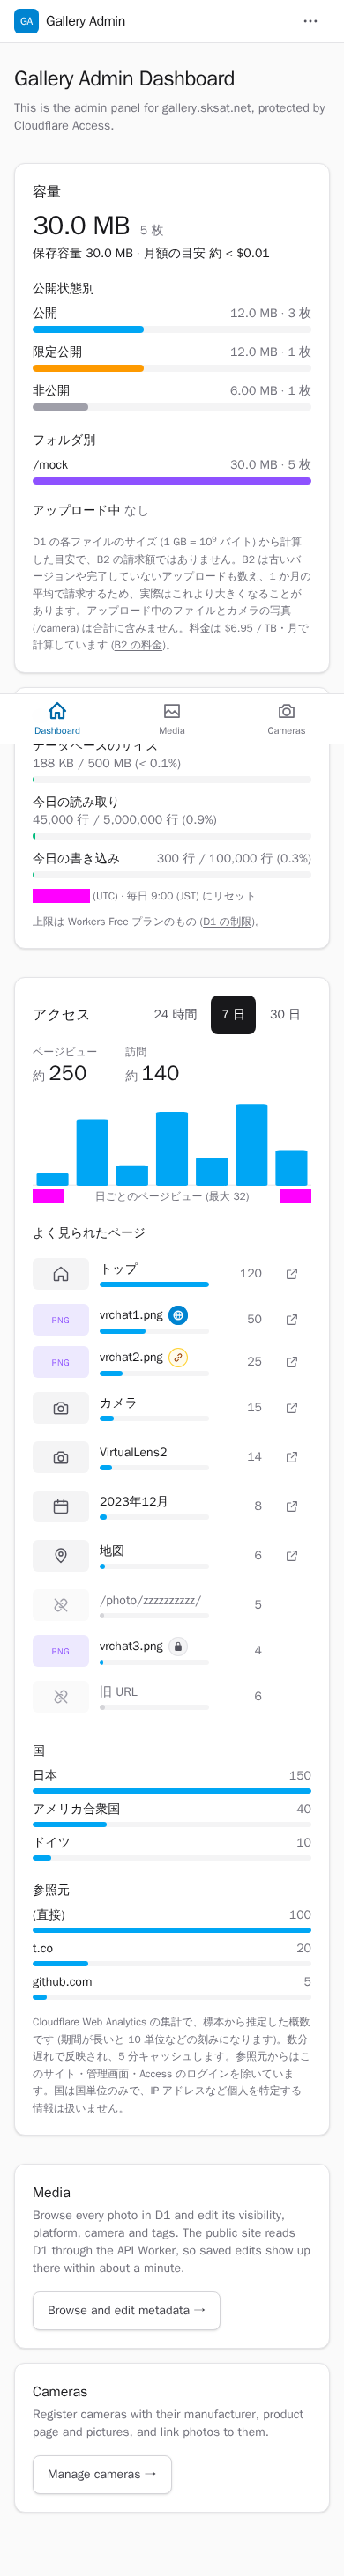 GA Gallery Admin
Gallery Admin Dashboard
This is the admin panel for gallery.sksat.net, protected by
Cloudflare Access.
容量
30.0 MB 5 枚
保存容量 30.0 MB · 月額の目安 約 < $0.01
公開状態別
公開 12.0 MB · 3 枚
限定公開 12.0 MB · 1 枚
非公開 6.00 MB · 1 枚
フォルダ別
/mock 30.0 MB · 5 枚
アップロード中 なし
D1 の各ファイルのサイズ (1 GB = 10⁹ バイト) から計算
した目安で、B2 の請求額ではありません。B2 は古いバ
ージョンや完了していないアップロードも数え、1 か月の
平均で請求するため、実際はこれより大きくなることが
あります。アップロード中のファイルとカメラの写真
(/camera) は合計に含みません。料金は $6.95 / TB・月で
計算しています (B2 の料金)。
Dashboard Media Cameras
データベースのサイズ
188 KB / 500 MB (< 0.1%)
今日の読み取り
45,000 行 / 5,000,000 行 (0.9%)
今日の書き込み 300 行 / 100,000 行 (0.3%)
(UTC) · 毎日 9:00 (JST) にリセット
上限は Workers Free プランのもの (D1 の制限)。
アクセス 24 時間 7 日 30 日
ページビュー 訪問
約 250 約 140
日ごとのページビュー (最大 32)
よく見られたページ
トップ 120
PNG vrchat1.png 50
PNG vrchat2.png 25
カメラ 15
VirtualLens2 14
2023年12月 8
地図 6
/photo/zzzzzzzzzz/ 5
PNG vrchat3.png 4
旧 URL 6
国
日本 150
アメリカ合衆国 40
ドイツ 10
参照元
(直接) 100
t.co 20
github.com 5
Cloudflare Web Analytics の集計で、標本から推定した概数
です (期間が長いと 10 単位などの刻みになります)。数分
遅れで反映され、5 分キャッシュします。参照元からはこ
のサイト・管理画面・Access のログインを除いていま
す。国は国単位のみで、IP アドレスなど個人を特定する
情報は扱いません。
Media
Browse every photo in D1 and edit its visibility,
platform, camera and tags. The public site reads
D1 through the API Worker, so saved edits show up
there within about a minute.
Browse and edit metadata →
Cameras
Register cameras with their manufacturer, product
page and pictures, and link photos to them.
Manage cameras →